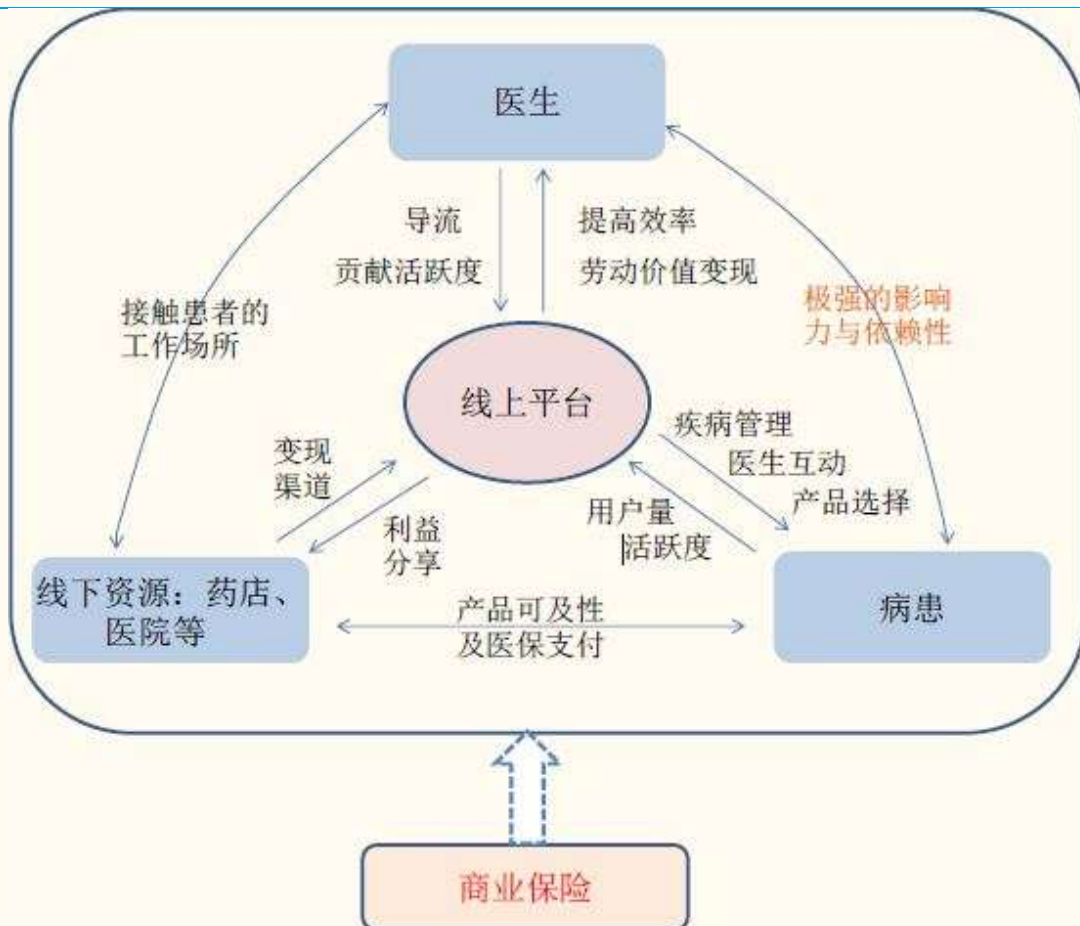 医生
导流
贡献活跃度
提高效率
劳动价值变现
接触患者的
工作场所
极强的影响
力与依赖性
线上平台
疾病管理
医生互动
产品选择
变现
渠道
利益
分享
用户量
活跃度
线下资源：药店、
医院等
产品可及性
及医保支付
病患
商业保险